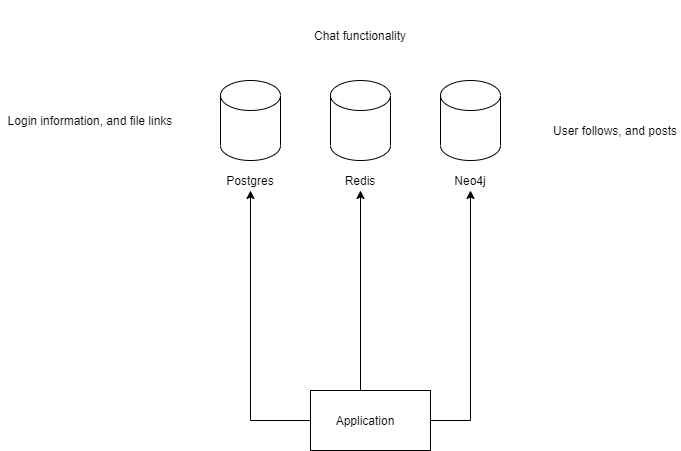 Chat functionality
Login information, and file links
User follows, and posts
Postgres
Redis
Neo4j
Application